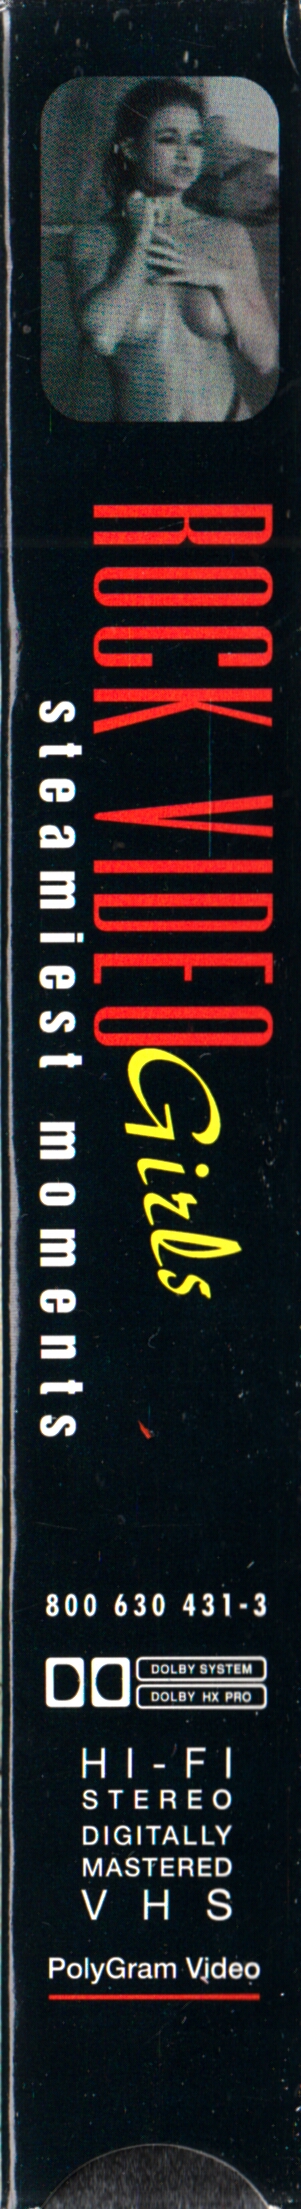 ROCK VIDEO Girls
steamiest moments
800 630 431-3
DOLBY SYSTEM
DOLBY HX PRO
HI-FI
STEREO
DIGITALLY
MASTERED
VHS
PolyGram Video